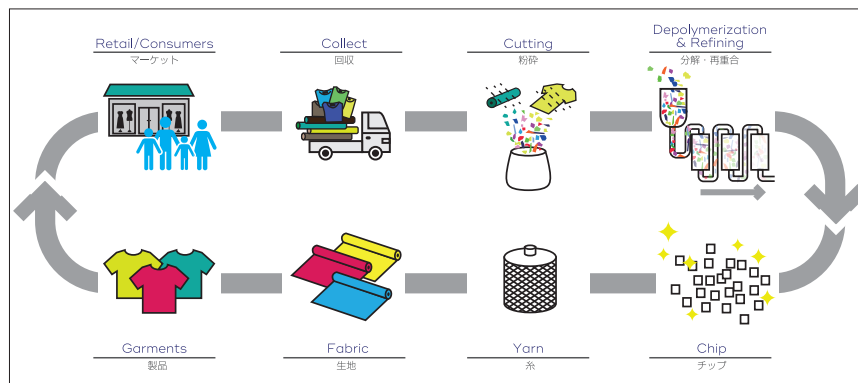 Retail/Consumers
マーケット
Collect
回収
Cutting
粉砕
Depolymerization
& Refining
分解・再重合
Garments
製品
Fabric
生地
Yarn
糸
Chip
チップ